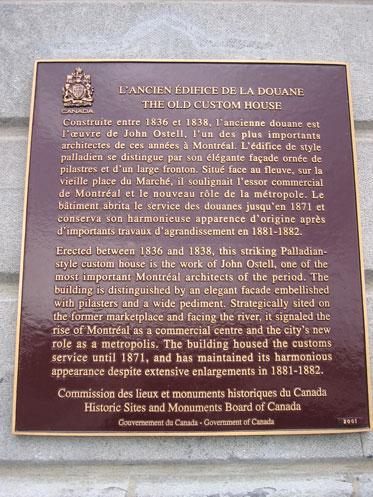 CANADA
L'ANCIEN ÉDIFICE DE LA DOUANE
THE OLD CUSTOM HOUSE
Construite entre 1836 et 1838, l'ancienne douane est
l'œuvre de John Ostell, l'un des plus importants
architectes de ces années à Montréal. L'édifice de style
palladien se distingue par son élégante façade ornée de
pilastres et d'un large fronton. Situé face au fleuve, sur la
vieille place du Marché, il soulignait l'essor commercial
de Montréal et le nouveau rôle de la métropole. Le
bâtiment abrita le service des douanes jusqu'en 1871 et
conserva son harmonieuse apparence d'origine après
d'importants travaux d'agrandissement en 1881-1882.
Erected between 1836 and 1838, this striking Palladian-
style custom house is the work of John Ostell, one of the
most important Montréal architects of the period. The
building is distinguished by an elegant facade embellished
with pilasters and a wide pediment. Strategically sited on
the former marketplace and facing the river, it signaled the
rise of Montréal as a commercial centre and the city's new
role as a metropolis. The building housed the customs
service until 1871, and has maintained its harmonious
appearance despite extensive enlargements in 1881-1882.
Commission des lieux et monuments historiques du Canada
Historic Sites and Monuments Board of Canada
Gouvernement du Canada - Government of Canada
2001